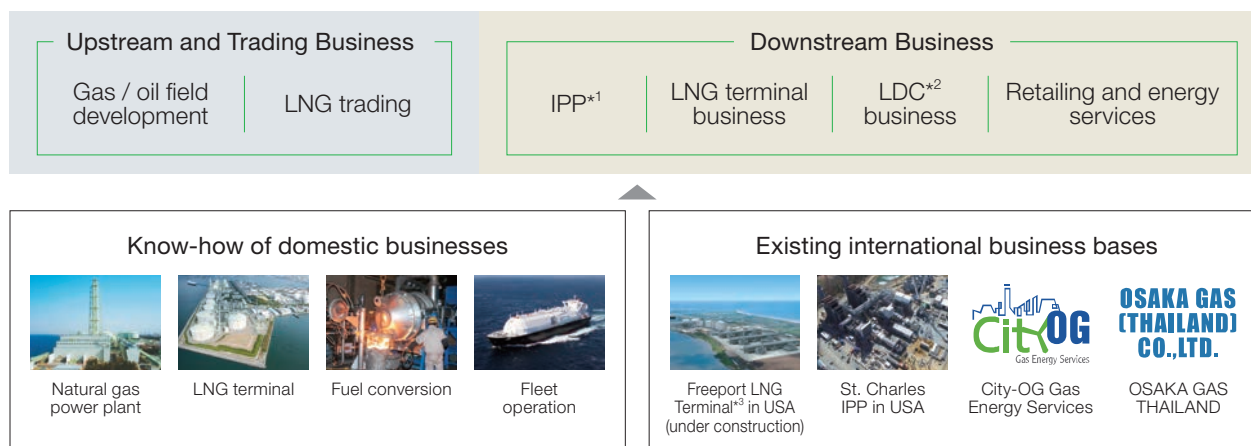 Upstream and Trading Business
Gas / oil field
development
LNG trading
Downstream Business
IPP*1
LNG terminal
business
LDC*2
business
Retailing and energy
services
Know-how of domestic businesses
Natural gas
power plant
LNG terminal
Fuel conversion
Fleet
operation
Existing international business bases
Freeport LNG
Terminal*3 in USA
(under construction)
St. Charles
IPP in USA
CityOG
Gas Energy Services
City-OG Gas
Energy Services
OSAKA GAS
(THAILAND)
CO.,LTD.
OSAKA GAS
THAILAND